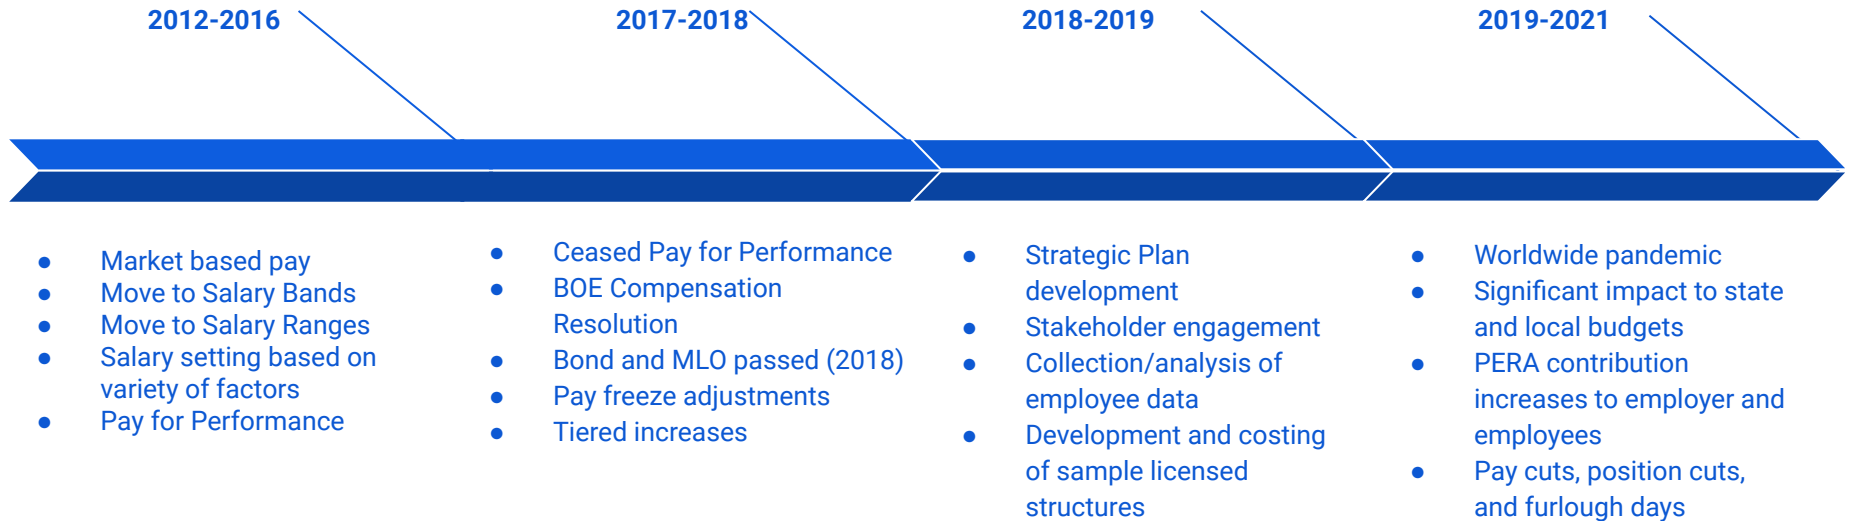 2012-2016
2017-2018
2018-2019
2019-2021
● Market based pay
● Move to Salary Bands
● Move to Salary Ranges
● Salary setting based on
variety of factors
● Pay for Performance
● Ceased Pay for Performance
● BOE Compensation
Resolution
● Bond and MLO passed (2018)
● Pay freeze adjustments
● Tiered increases
● Strategic Plan
development
● Stakeholder engagement
● Collection/analysis of
employee data
● Development and costing
of sample licensed
structures
● Worldwide pandemic
● Significant impact to state
and local budgets
● PERA contribution
increases to employer and
employees
● Pay cuts, position cuts,
and furlough days